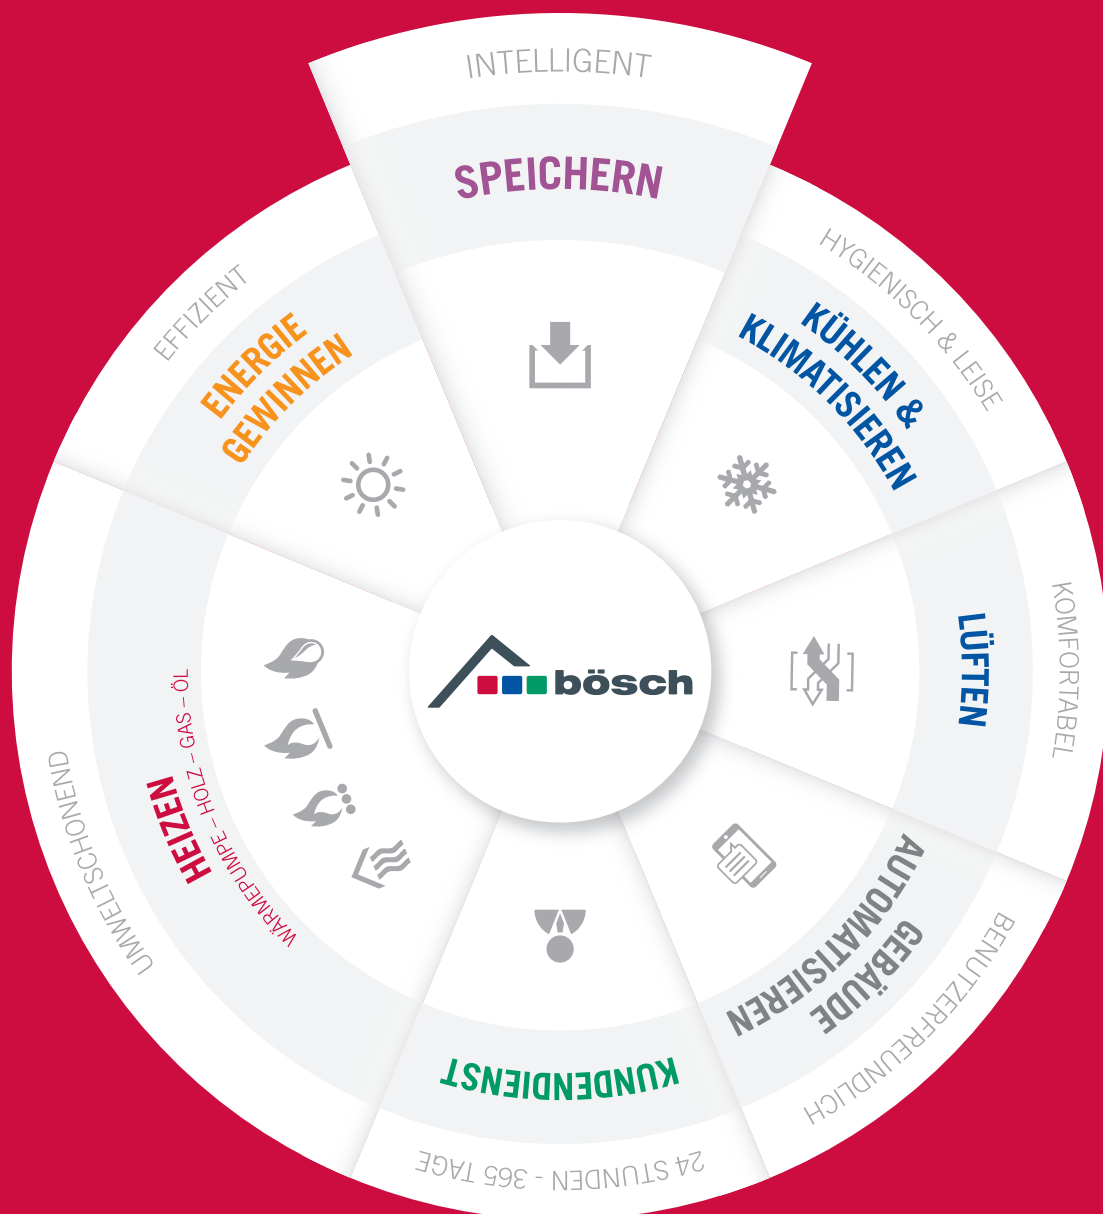 INTELLIGENT
SPEICHERN
HYGIENISCH & LEISE
KÜHLEN &
KLIMATISIEREN
KOMFORTABEL
LÜFTEN
BENUTZERFREUNDLICH
GEBÄUDE
AUTOMATISIEREN
24 STUNDEN - 365 TAGE
KUNDENDIENST
UMWELTSCHONEND
HEIZEN
WÄRMEPUMPE – HOLZ – GAS – ÖL
EFFIZIENT
ENERGIE
GEWINNEN
bösch